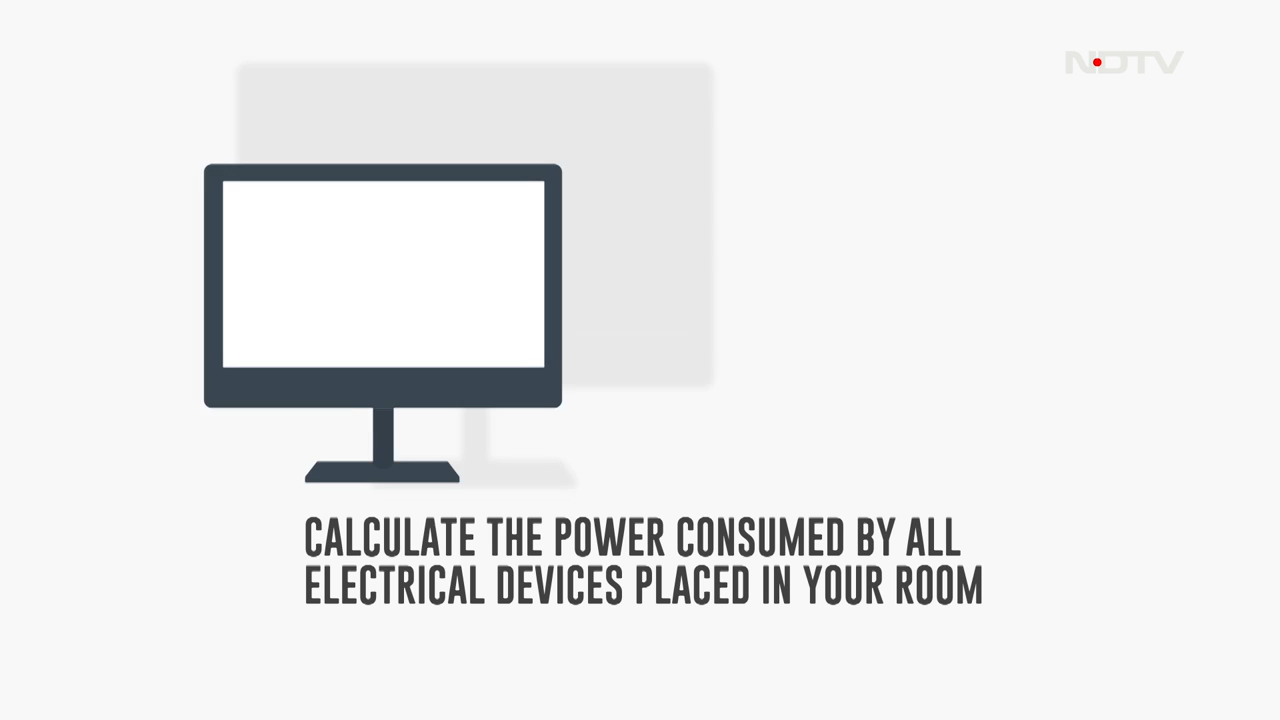 NDTV
CALCULATE THE POWER CONSUMED BY ALL
ELECTRICAL DEVICES PLACED IN YOUR ROOM